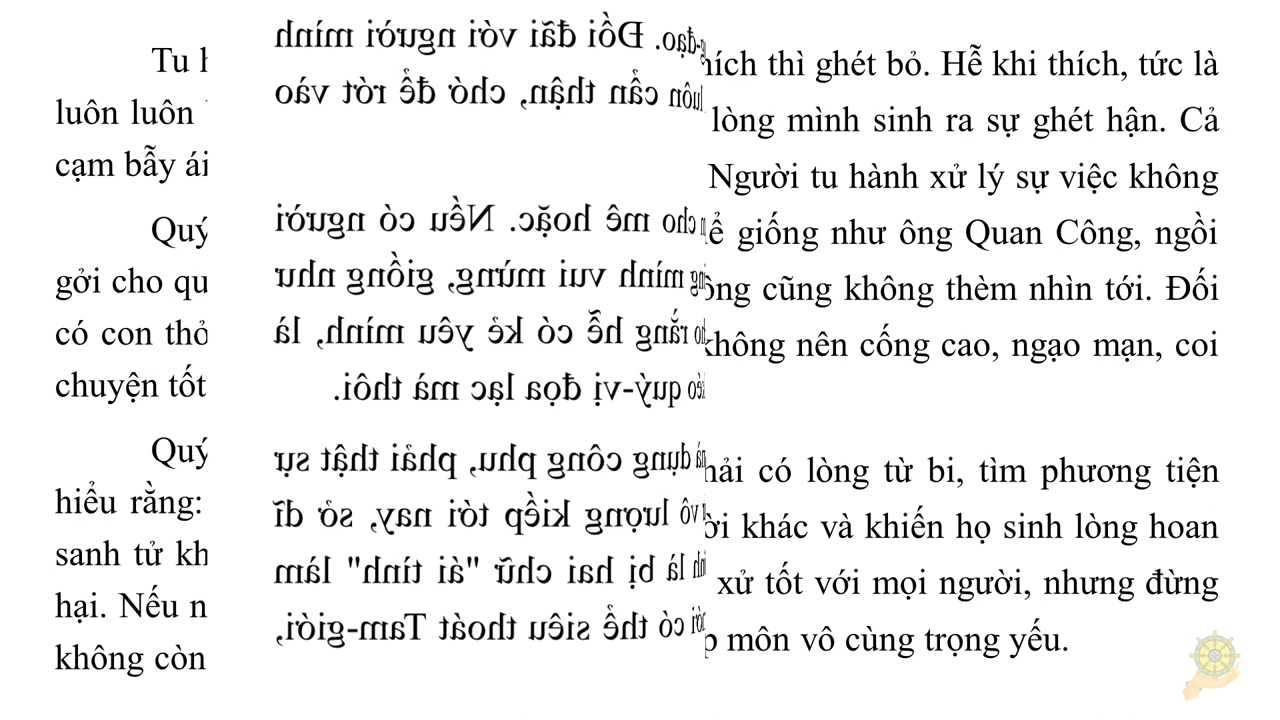 Tu
luôn luôn
cạm bẫy ái
Quý
gởi cho
có con thỏ
chuyện tốt
Quý
hiểu rằng:
sanh tử
hại. Nếu
không còn
đạo. Đối đãi với người mình
luôn cẩn thận, chớ để rớt vào
cho mê hoặc. Nếu có người
mình vui mừng, giống như
rằng hễ có kẻ yêu mình, là
kéo quý-vị đọa lạc mà thôi.
dụng công phu, phải thật sự
vô lượng kiếp tới nay, sở dĩ
là bị hai chữ "ái tình" làm
có thể siêu thoát Tam-giới,
thì ghét bỏ. Hễ khi thích, tức là
lòng mình sinh ra sự ghét hận. Cả
Người tu hành xử lý sự việc không
giống như ông Quan Công, ngồi
cũng không thèm nhìn tới. Đối
không nên cống cao, ngạo mạn, coi
có lòng từ bi, tìm phương tiện
khác và khiến họ sinh lòng hoan
xử tốt với mọi người, nhưng đừng
môn vô cùng trọng yếu.